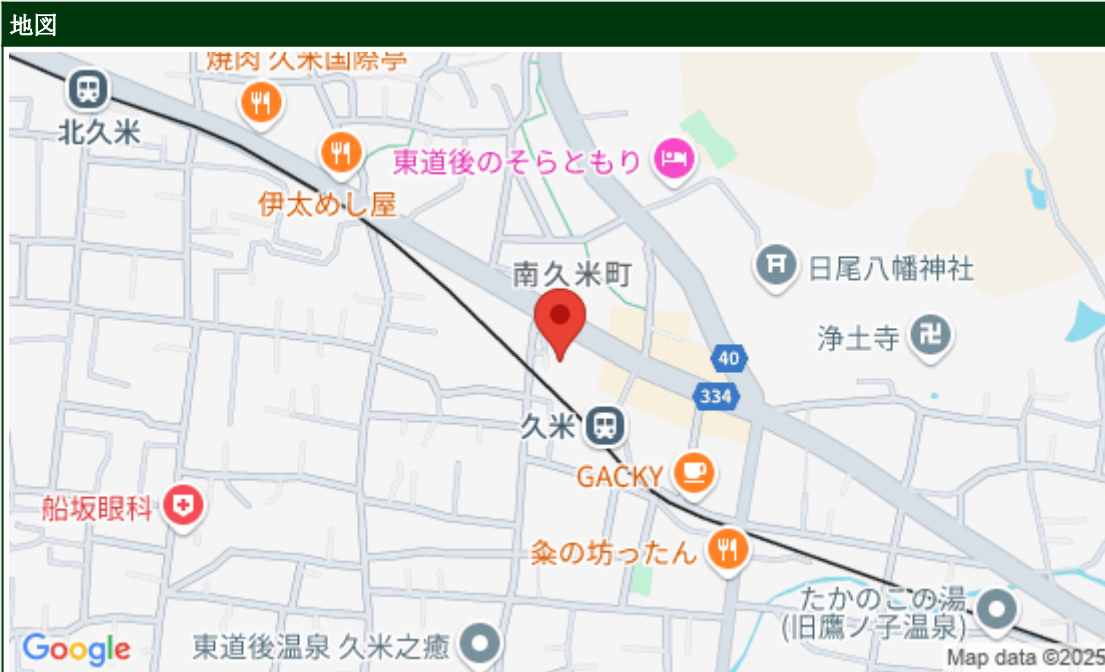 地図
焼肉 久米国際亭
北久米
東道後のそらともり
伊太めし屋
南久米町
日尾八幡神社
浄土寺
40
334
久米
GACKY
船坂眼科
粂の坊ったん
たかのこの湯
(旧鷹ノ子温泉)
東道後温泉 久米之癒
Google
Map data ©2025